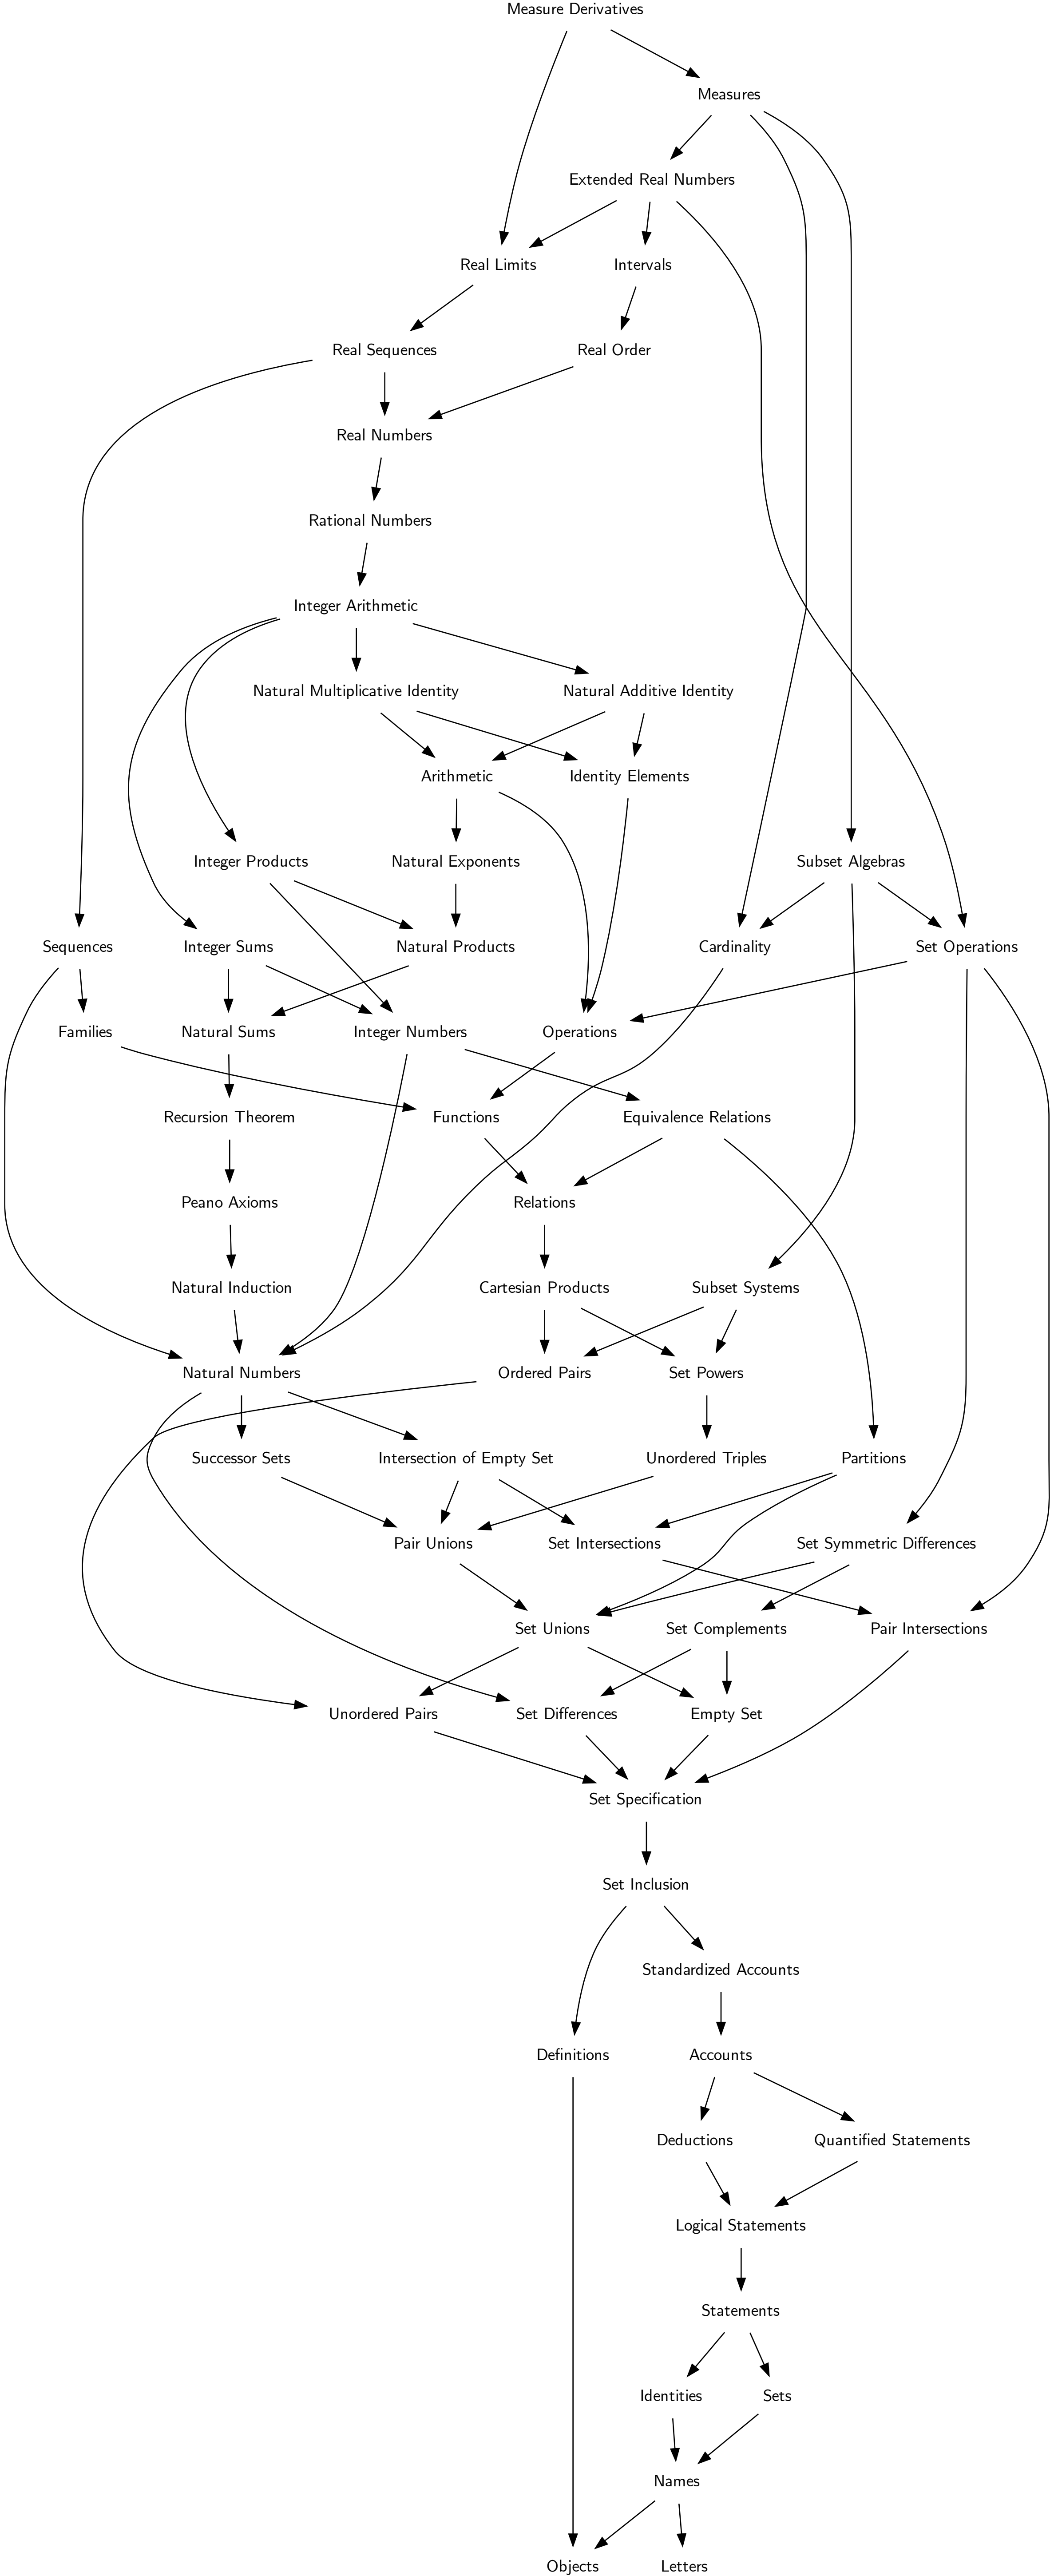 Measure Derivatives
Measures
Extended Real Numbers
Real Limits
Intervals
Real Sequences
Real Order
Real Numbers
Rational Numbers
Integer Arithmetic
Natural Multiplicative Identity
Natural Additive Identity
Arithmetic
Identity Elements
Integer Products
Natural Exponents
Subset Algebras
Sequences
Integer Sums
Natural Products
Cardinality
Set Operations
Families
Natural Sums
Integer Numbers
Operations
Recursion Theorem
Functions
Equivalence Relations
Peano Axioms
Relations
Natural Induction
Cartesian Products
Subset Systems
Natural Numbers
Ordered Pairs
Set Powers
Successor Sets
Intersection of Empty Set
Unordered Triples
Partitions
Pair Unions
Set Intersections
Set Symmetric Differences
Set Unions
Set Complements
Pair Intersections
Unordered Pairs
Set Differences
Empty Set
Set Specification
Set Inclusion
Standardized Accounts
Definitions
Accounts
Deductions
Quantified Statements
Logical Statements
Statements
Identities
Sets
Names
Objects
Letters